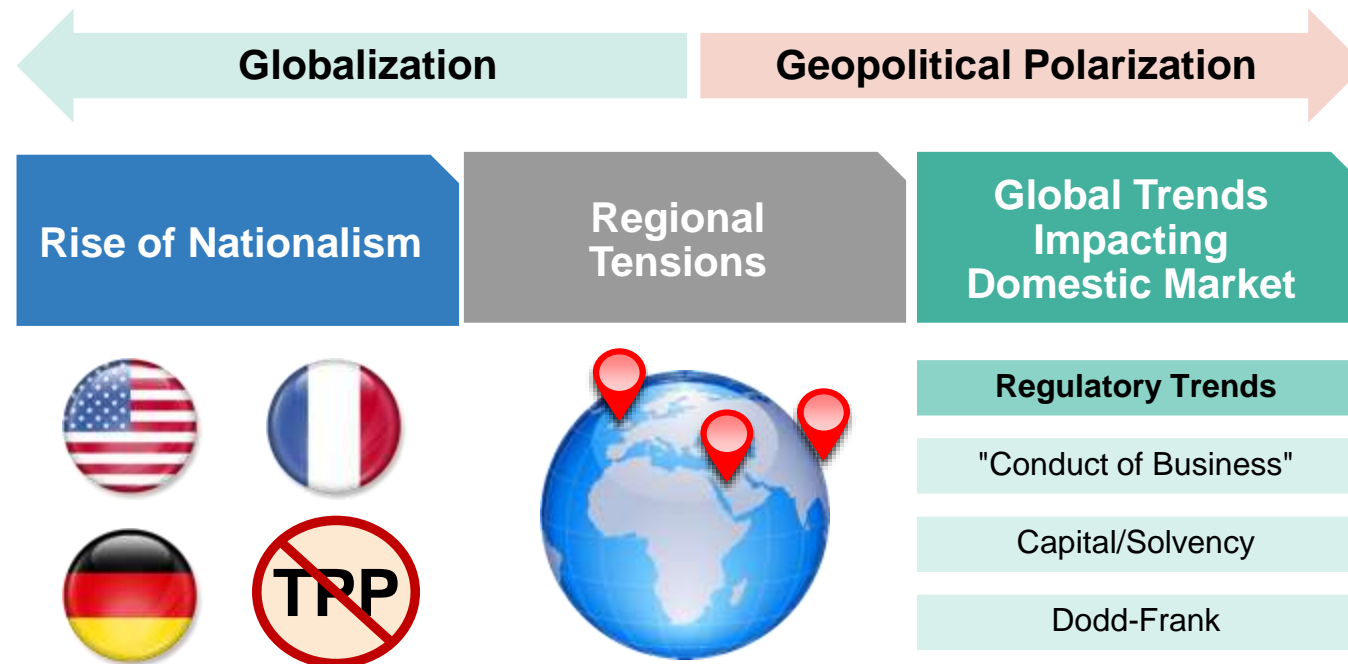 Globalization
Geopolitical Polarization
Rise of Nationalism
Regional
Tensions
Global Trends
Impacting
Domestic Market
TPP
Regulatory Trends
"Conduct of Business"
Capital/Solvency
Dodd-Frank